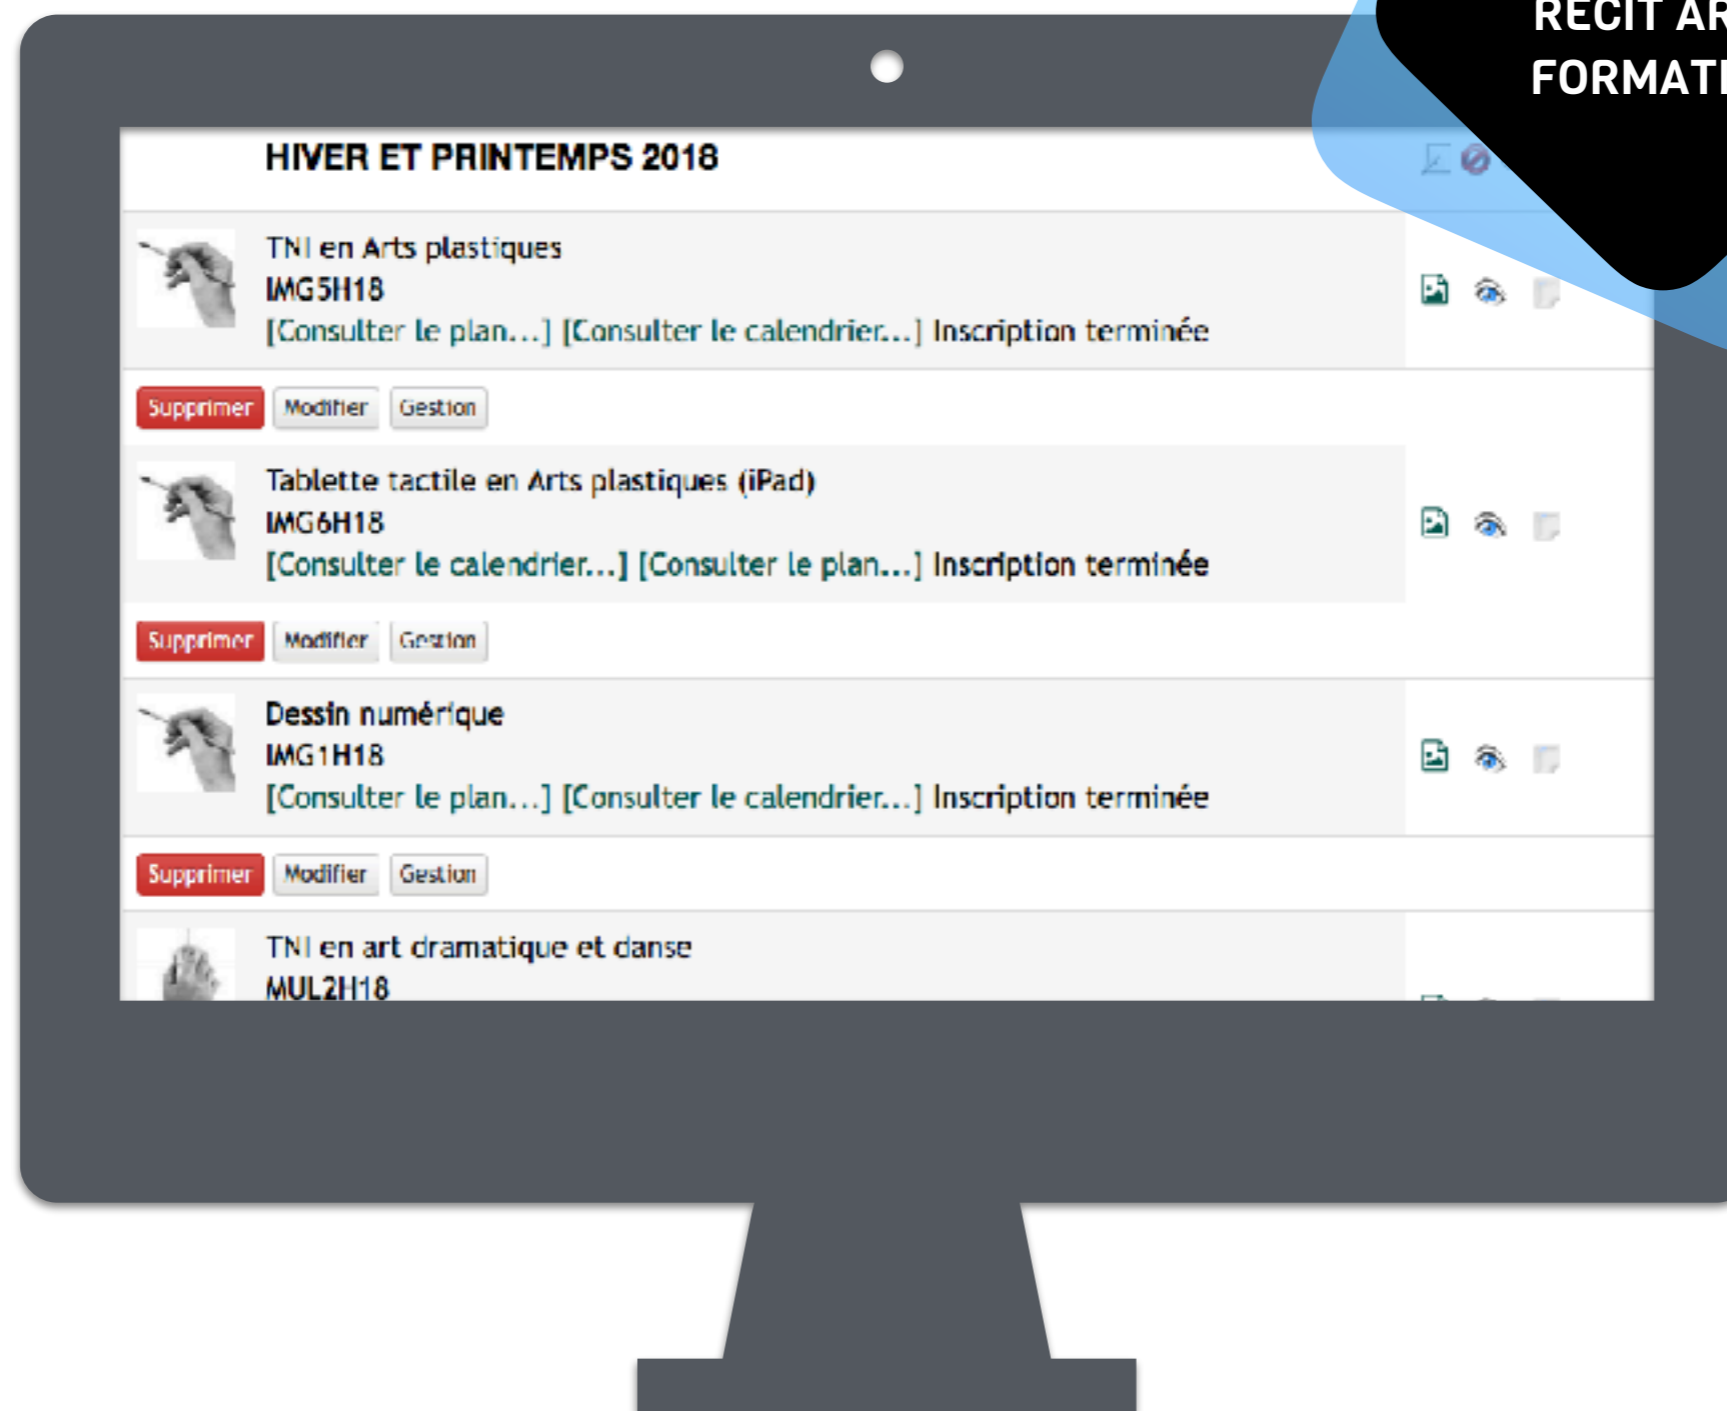 RÉCIT AR
FORMATI
HIVER ET PRINTEMPS 2018
TNI en Arts plastiques
IMG5H18
[Consulter le plan...] [Consulter le calendrier...] Inscription terminée
Supprimer Modifier Gestion
Tablette tactile en Arts plastiques (iPad)
IMG6H18
[Consulter le calendrier...] [Consulter le plan...] Inscription terminée
Supprimer Modifier Gestion
Dessin numérique
IMG1H18
[Consulter le plan...] [Consulter le calendrier...] Inscription terminée
Supprimer Modifier Gestion
TNI en art dramatique et danse
MUL2H18